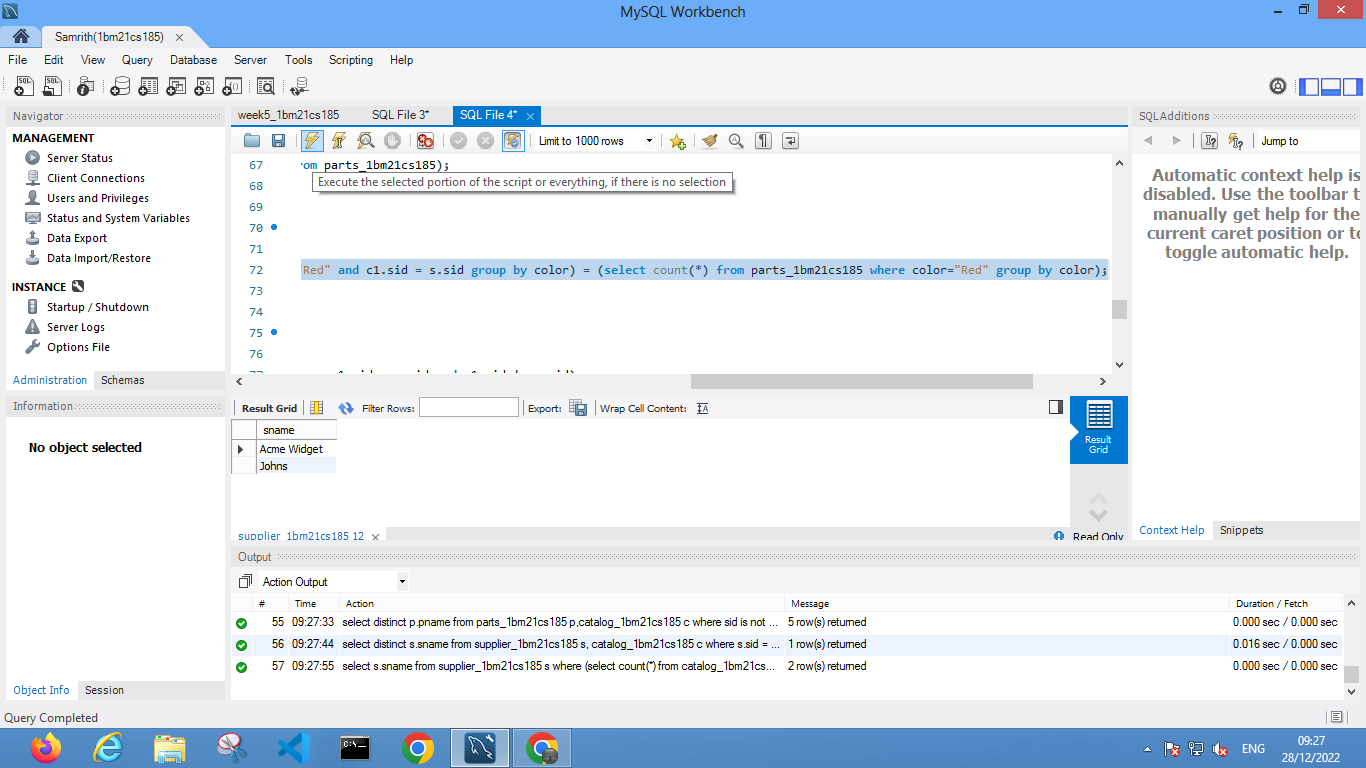 MySQL Workbench
Samrith(1bm21cs185)
File Edit View Query Database Server Tools Scripting Help
Navigator
MANAGEMENT
Server Status
Client Connections
Users and Privileges
Status and System Variables
Data Export
Data Import/Restore
INSTANCE
Startup / Shutdown
Server Logs
Options File
Administration Schemas
Information
No object selected
Object Info Session
week5_1bm21cs185 SQL File 3* SQL File 4*
Limit to 1000 rows
67 om parts_1bm21cs185);
Execute the selected portion of the script or everything, if there is no selection
68
69
70
71
72 Red" and c1.sid = s.sid group by color) = (select count(*) from parts_1bm21cs185 where color="Red" group by color);
73
74
75
76
Result Grid Filter Rows: Export: Wrap Cell Content:
sname
Acme Widget
Johns
Result
Grid
supplier_1bm21cs185 12
Read Only
SQLAdditions
Jump to
Automatic context help is
disabled. Use the toolbar t
manually get help for the
current caret position or to
toggle automatic help.
Context Help Snippets
Output
Action Output
# Time Action Message Duration / Fetch
55 09:27:33 select distinct p.pname from parts_1bm21cs185 p,catalog_1bm21cs185 c where sid is not ... 5 row(s) returned 0.000 sec / 0.000 sec
56 09:27:44 select distinct s.sname from supplier_1bm21cs185 s, catalog_1bm21cs185 c where s.sid = ... 1 row(s) returned 0.016 sec / 0.000 sec
57 09:27:55 select s.sname from supplier_1bm21cs185 s where (select count(*) from catalog_1bm21cs... 2 row(s) returned 0.000 sec / 0.000 sec
Query Completed
ENG
09:27
28/12/2022